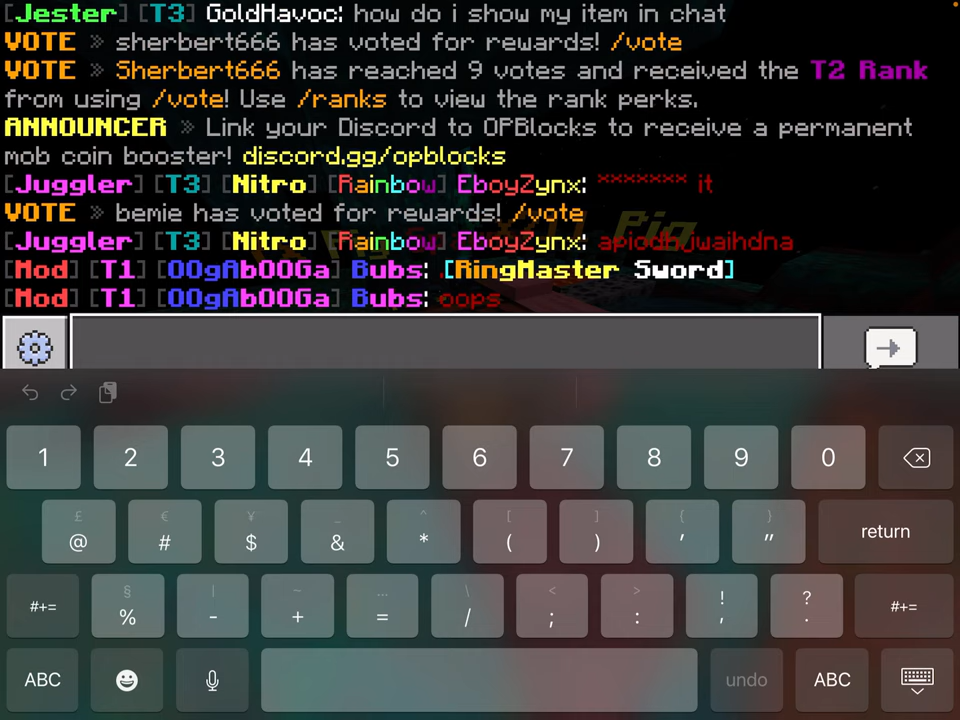 [Jester] [T3] GoldHavoc: how do i show my item in chat
VOTE » sherbert666 has voted for rewards! /vote
VOTE » Sherbert666 has reached 9 votes and received the T2 Rank
from using /vote! Use /ranks to view the rank perks.
ANNOUNCER » Link your Discord to OPBlocks to receive a permanent
mob coin booster! discord.gg/opblocks
[Juggler] [T3] [Nitro] [Rainbow] EboyZynx: ******* it
VOTE » bemie has voted for rewards! /vote
[Juggler] [T3] [Nitro] [Rainbow] EboyZynx: apiodbjwaihdna
[Mod] [T1] [OOgAbOOGa] Bubs: . [RingMaster Sword]
[Mod] [T1] [OOgAbOOGa] Bubs: oops
Pig
1 2 3 4 5 6 7 8 9 0
£ € ¥ _ ^ [ ] { }
@ # $ & * ( ) ' " return
§ | ~ … \ < > ! ?
#+= % - + = / ; : , . #+=
ABC undo ABC